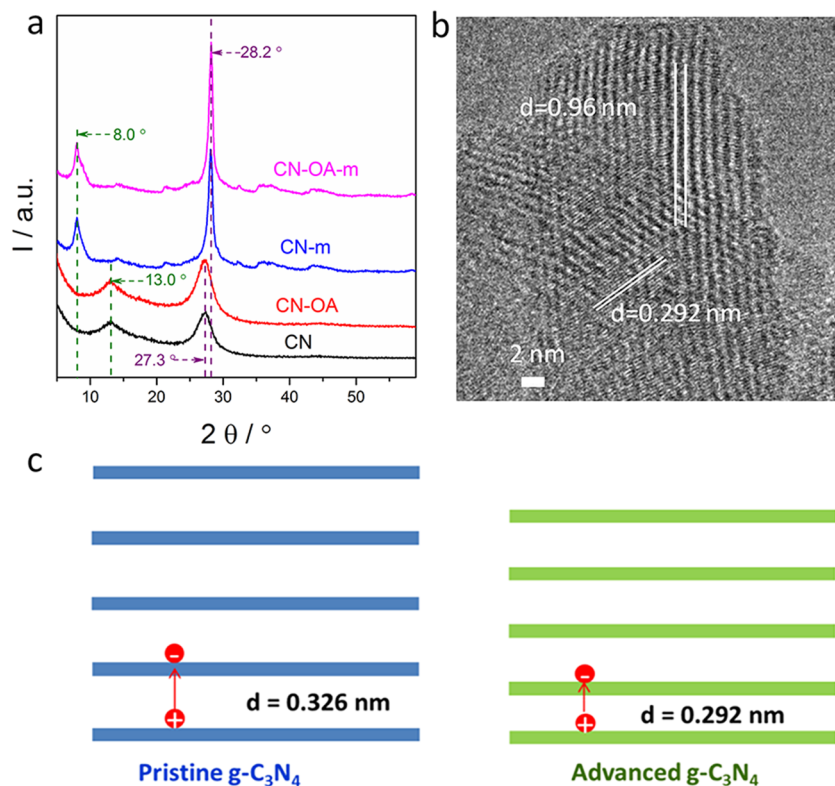 a
28.2 °
8.0 °
CN-OA-m
CN-m
13.0 °
CN-OA
CN
27.3 °
I / a.u.
10 20 30 40 50
2 θ / °
b
d=0.96 nm
d=0.292 nm
2 nm
c
-
+
d = 0.326 nm
Pristine g-C₃N₄
-
+
d = 0.292 nm
Advanced g-C₃N₄